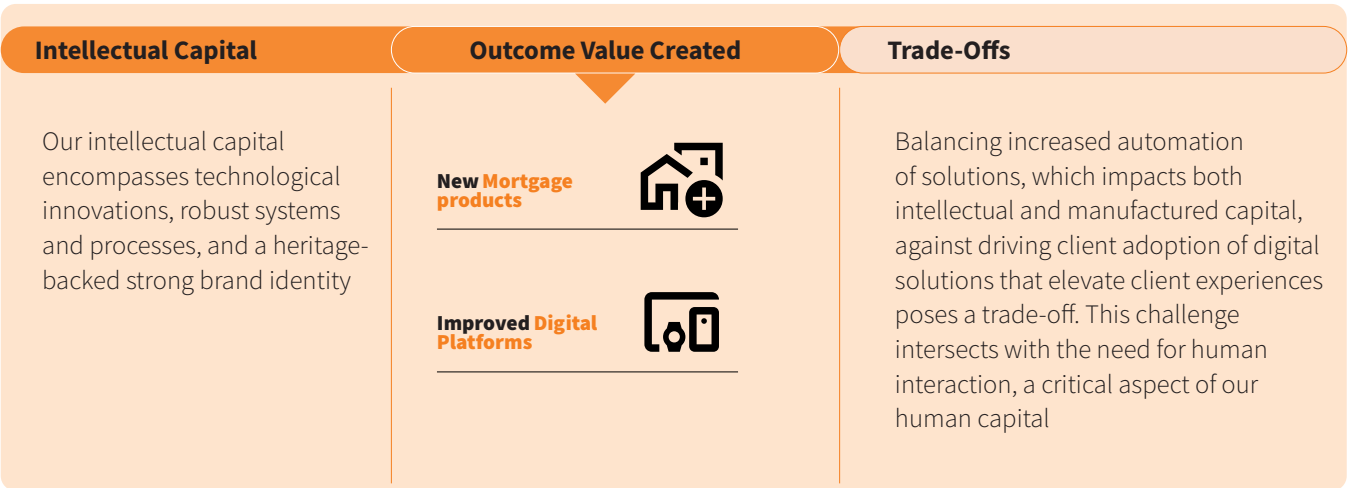 Intellectual Capital
Our intellectual capital
encompasses technological
innovations, robust systems
and processes, and a heritage-
backed strong brand identity
Outcome Value Created
New Mortgage
products
Improved Digital
Platforms
Trade-Offs
Balancing increased automation
of solutions, which impacts both
intellectual and manufactured capital,
against driving client adoption of digital
solutions that elevate client experiences
poses a trade-off. This challenge
intersects with the need for human
interaction, a critical aspect of our
human capital